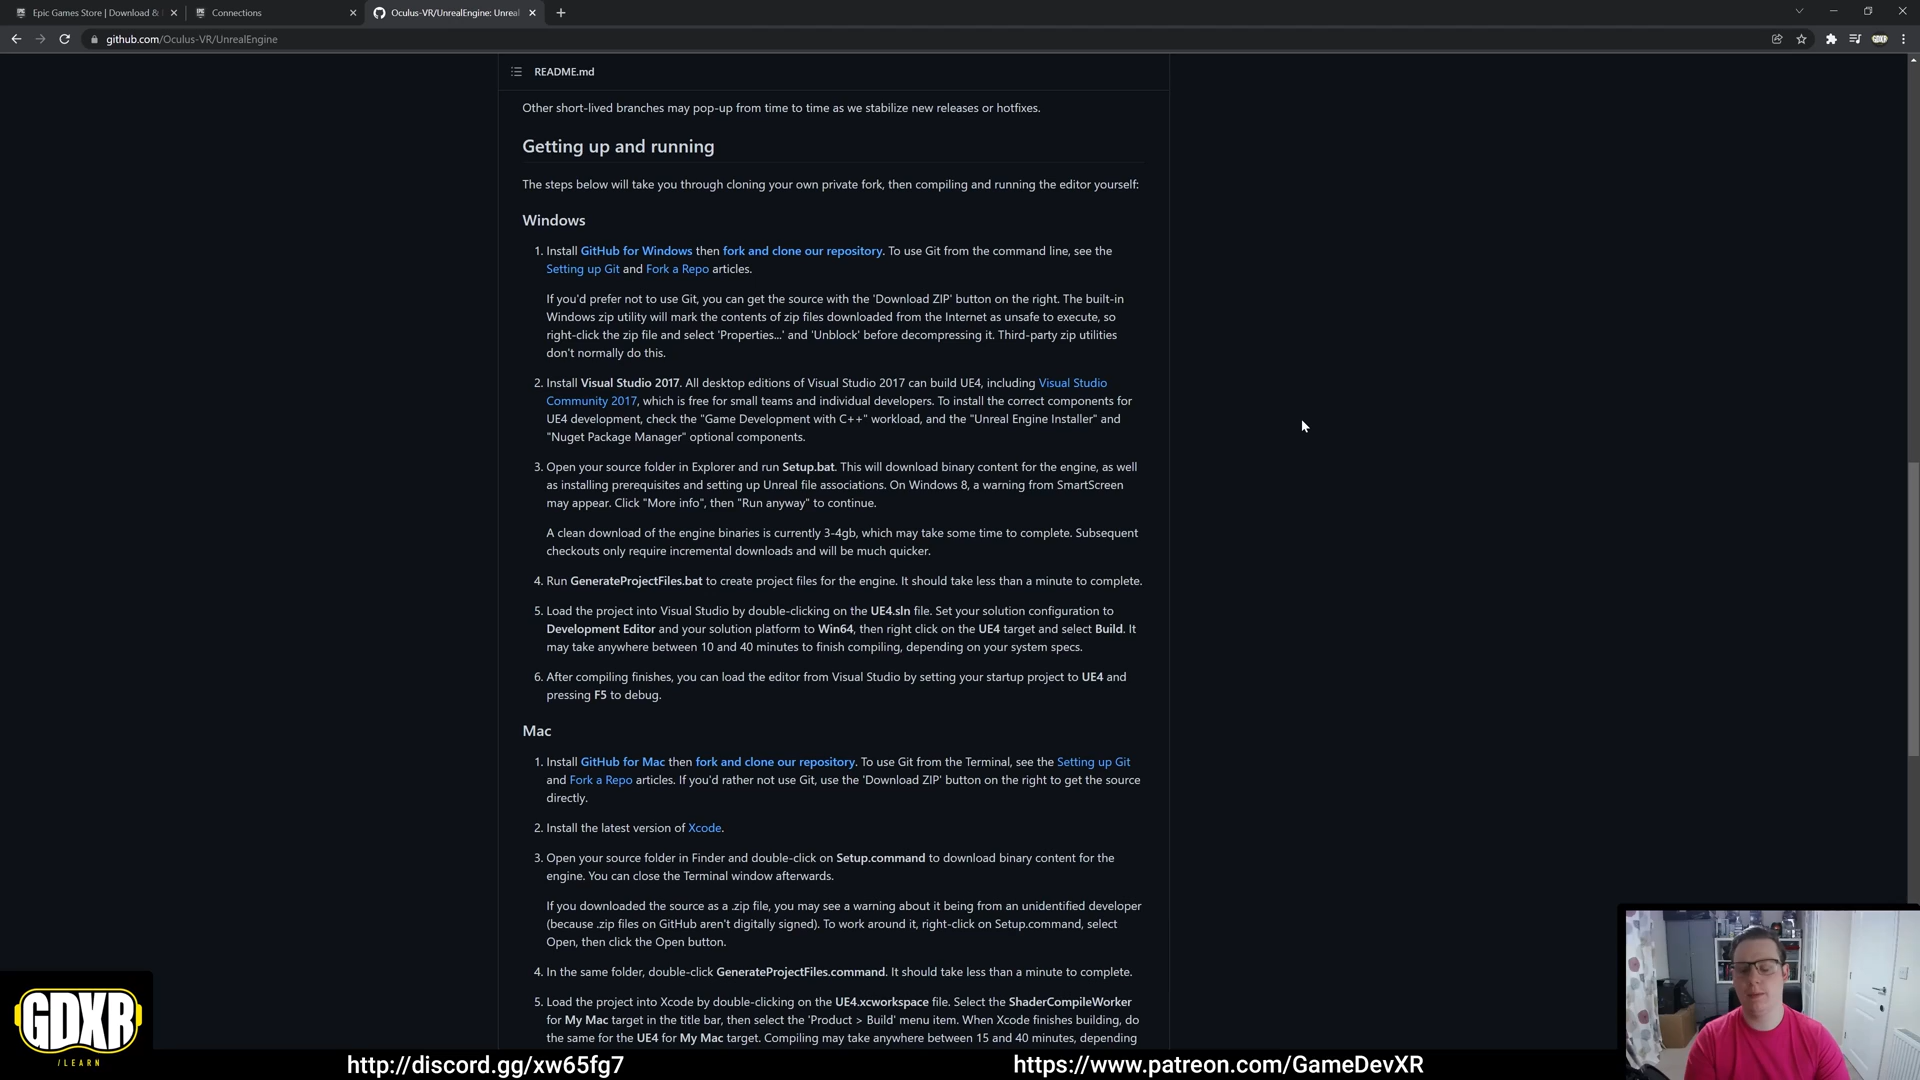 Epic Games Store | Download &
Connections
Oculus-VR/UnrealEngine: Unreal
github.com/Oculus-VR/UnrealEngine
README.md
Other short-lived branches may pop-up from time to time as we stabilize new releases or hotfixes.
Getting up and running
The steps below will take you through cloning your own private fork, then compiling and running the editor yourself:
Windows
1. Install GitHub for Windows then fork and clone our repository. To use Git from the command line, see the
Setting up Git and Fork a Repo articles.
If you'd prefer not to use Git, you can get the source with the 'Download ZIP' button on the right. The built-in
Windows zip utility will mark the contents of zip files downloaded from the Internet as unsafe to execute, so
right-click the zip file and select 'Properties...' and 'Unblock' before decompressing it. Third-party zip utilities
don't normally do this.
2. Install Visual Studio 2017. All desktop editions of Visual Studio 2017 can build UE4, including Visual Studio
Community 2017, which is free for small teams and individual developers. To install the correct components for
UE4 development, check the "Game Development with C++" workload, and the "Unreal Engine Installer" and
"Nuget Package Manager" optional components.
3. Open your source folder in Explorer and run Setup.bat. This will download binary content for the engine, as well
as installing prerequisites and setting up Unreal file associations. On Windows 8, a warning from SmartScreen
may appear. Click "More info", then "Run anyway" to continue.
A clean download of the engine binaries is currently 3-4gb, which may take some time to complete. Subsequent
checkouts only require incremental downloads and will be much quicker.
4. Run GenerateProjectFiles.bat to create project files for the engine. It should take less than a minute to complete.
5. Load the project into Visual Studio by double-clicking on the UE4.sln file. Set your solution configuration to
Development Editor and your solution platform to Win64, then right click on the UE4 target and select Build. It
may take anywhere between 10 and 40 minutes to finish compiling, depending on your system specs.
6. After compiling finishes, you can load the editor from Visual Studio by setting your startup project to UE4 and
pressing F5 to debug.
Mac
1. Install GitHub for Mac then fork and clone our repository. To use Git from the Terminal, see the Setting up Git
and Fork a Repo articles. If you'd rather not use Git, use the 'Download ZIP' button on the right to get the source
directly.
2. Install the latest version of Xcode.
3. Open your source folder in Finder and double-click on Setup.command to download binary content for the
engine. You can close the Terminal window afterwards.
If you downloaded the source as a .zip file, you may see a warning about it being from an unidentified developer
(because .zip files on GitHub aren't digitally signed). To work around it, right-click on Setup.command, select
Open, then click the Open button.
4. In the same folder, double-click GenerateProjectFiles.command. It should take less than a minute to complete.
5. Load the project into Xcode by double-clicking on the UE4.xcworkspace file. Select the ShaderCompileWorker
for My Mac target in the title bar, then select the 'Product > Build' menu item. When Xcode finishes building, do
the same for the UE4 for My Mac target. Compiling may take anywhere between 15 and 40 minutes, depending
GDXR
/LEARN
http://discord.gg/xw65fg7
https://www.patreon.com/GameDevXR